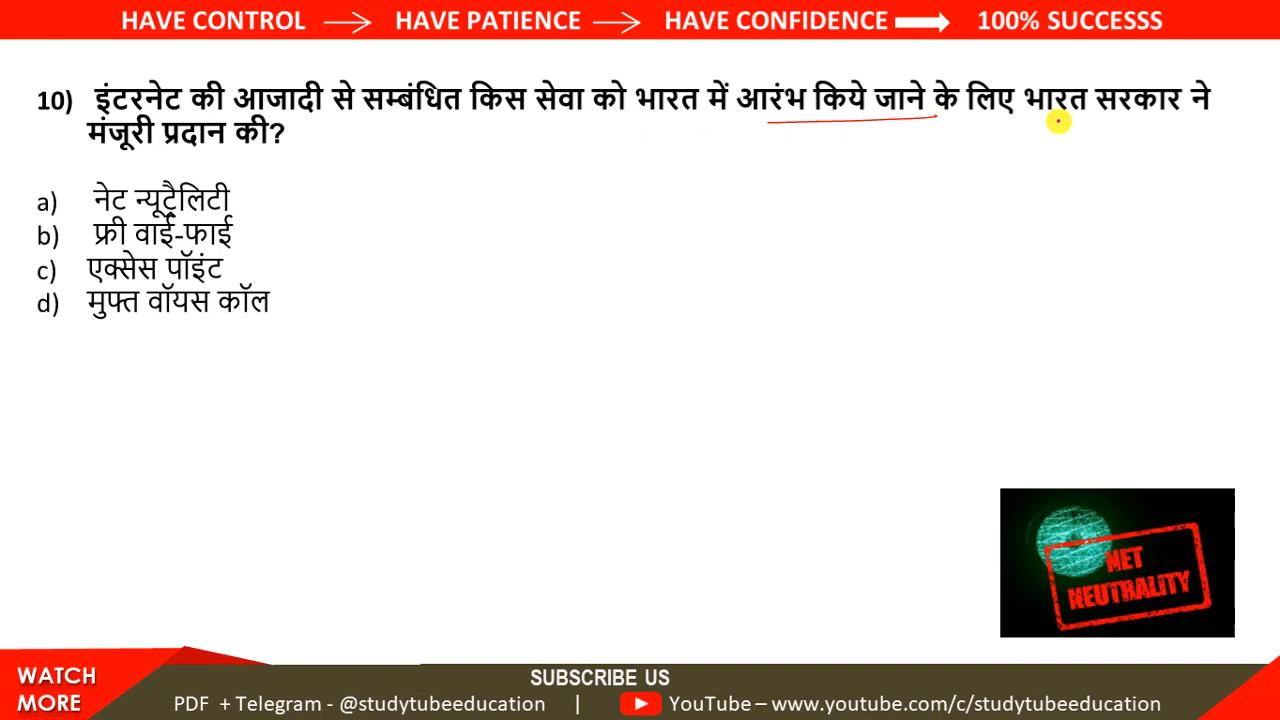 HAVE CONTROL HAVE PATIENCE HAVE CONFIDENCE 100% SUCCESSS
10) इंटरनेट की आजादी से सम्बंधित किस सेवा को भारत में आरंभ किये जाने के लिए भारत सरकार ने
मंजूरी प्रदान की?
a) नेट न्यूट्रैलिटी
b) फ्री वाई-फाई
c) एक्सेस पॉइंट
d) मुफ्त वॉयस कॉल
NET
NEUTRALITY
WATCH
MORE
SUBSCRIBE US
PDF + Telegram - @studytubeeducation | YouTube – www.youtube.com/c/studytubeeducation